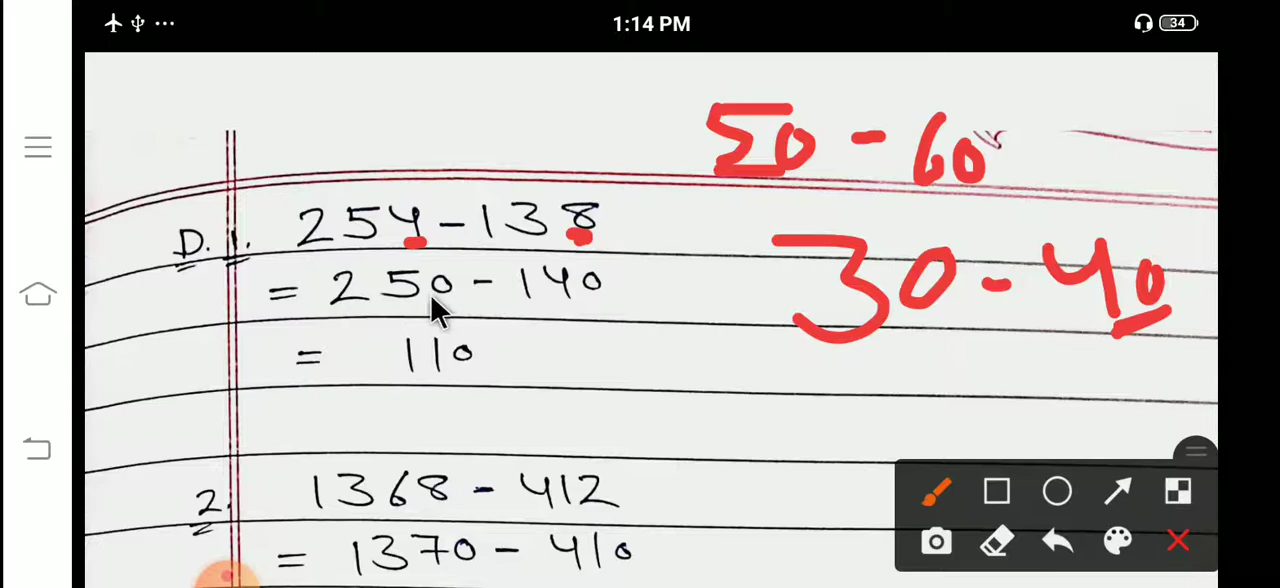 1:14 PM
34
50 - 60
D. 1. 254 - 138
30 - 40
= 250 - 140
= 110
2. 1368 - 412
= 1370 - 410